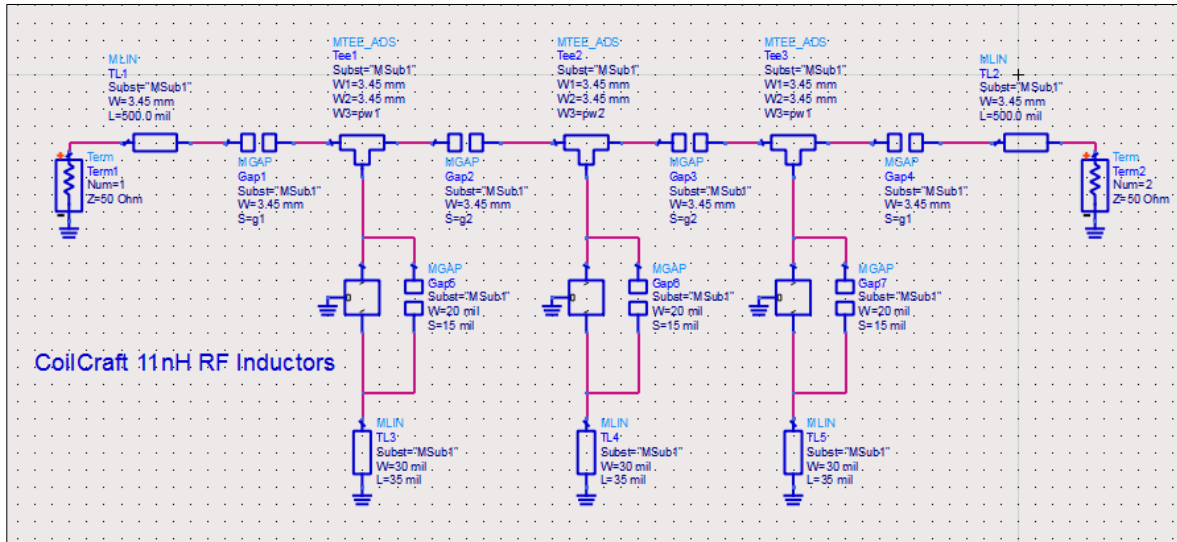 MLIN
TL1
Subst="MSub1"
W=3.45 mm
L=500.0 mil
MTEE_ADS
Tee1
Subst="MSub1"
W1=3.45 mm
W2=3.45 mm
W3=pw1
MTEE_ADS
Tee2
Subst="MSub1"
W1=3.45 mm
W2=3.45 mm
W3=pw2
MTEE_ADS
Tee3
Subst="MSub1"
W1=3.45 mm
W2=3.45 mm
W3=pw1
MLIN
TL2
Subst="MSub1"
W=3.45 mm
L=500.0 mil
Term
Term1
Num=1
Z=50 Ohm
MGAP
Gap1
Subst="MSub1"
W=3.45 mm
S=g1
MGAP
Gap2
Subst="MSub1"
W=3.45 mm
S=g2
MGAP
Gap3
Subst="MSub1"
W=3.45 mm
S=g2
MGAP
Gap4
Subst="MSub1"
W=3.45 mm
S=g1
Term
Term2
Num=2
Z=50 Ohm
MGAP
Gap5
Subst="MSub1"
W=20 mil
S=15 mil
MGAP
Gap6
Subst="MSub1"
W=20 mil
S=15 mil
MGAP
Gap7
Subst="MSub1"
W=20 mil
S=15 mil
CoilCraft 11nH RF Inductors
MLIN
TL3
Subst="MSub1"
W=30 mil
L=35 mil
MLIN
TL4
Subst="MSub1"
W=30 mil
L=35 mil
MLIN
TL5
Subst="MSub1"
W=30 mil
L=35 mil